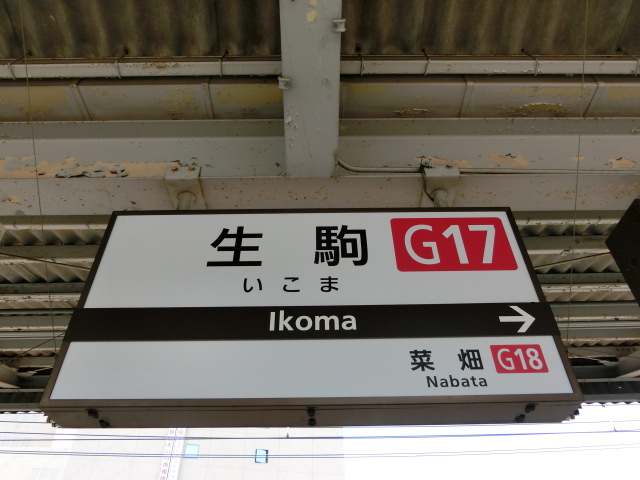 生駒 G17
いこま
Ikoma →
菜畑 G18
Nabata